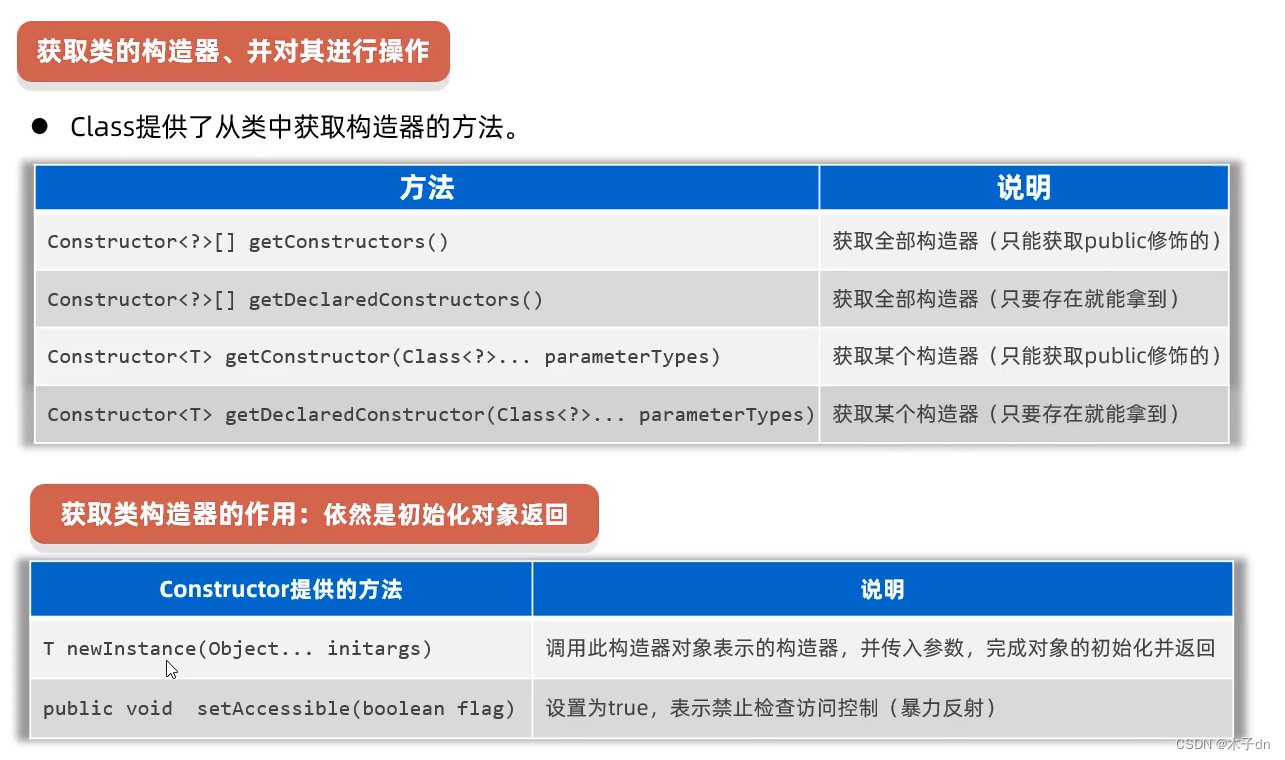 获取类的构造器、并对其进行操作
● Class提供了从类中获取构造器的方法。
方法 说明
Constructor<?>[] getConstructors() 获取全部构造器（只能获取public修饰的）
Constructor<?>[] getDeclaredConstructors() 获取全部构造器（只要存在就能拿到）
Constructor<T> getConstructor(Class<?>... parameterTypes) 获取某个构造器（只能获取public修饰的）
Constructor<T> getDeclaredConstructor(Class<?>... parameterTypes) 获取某个构造器（只要存在就能拿到）
获取类构造器的作用：依然是初始化对象返回
Constructor提供的方法 说明
T newInstance(Object... initargs) 调用此构造器对象表示的构造器，并传入参数，完成对象的初始化并返回
public void  setAccessible(boolean flag) 设置为true，表示禁止检查访问控制（暴力反射）
CSDN @木子dn